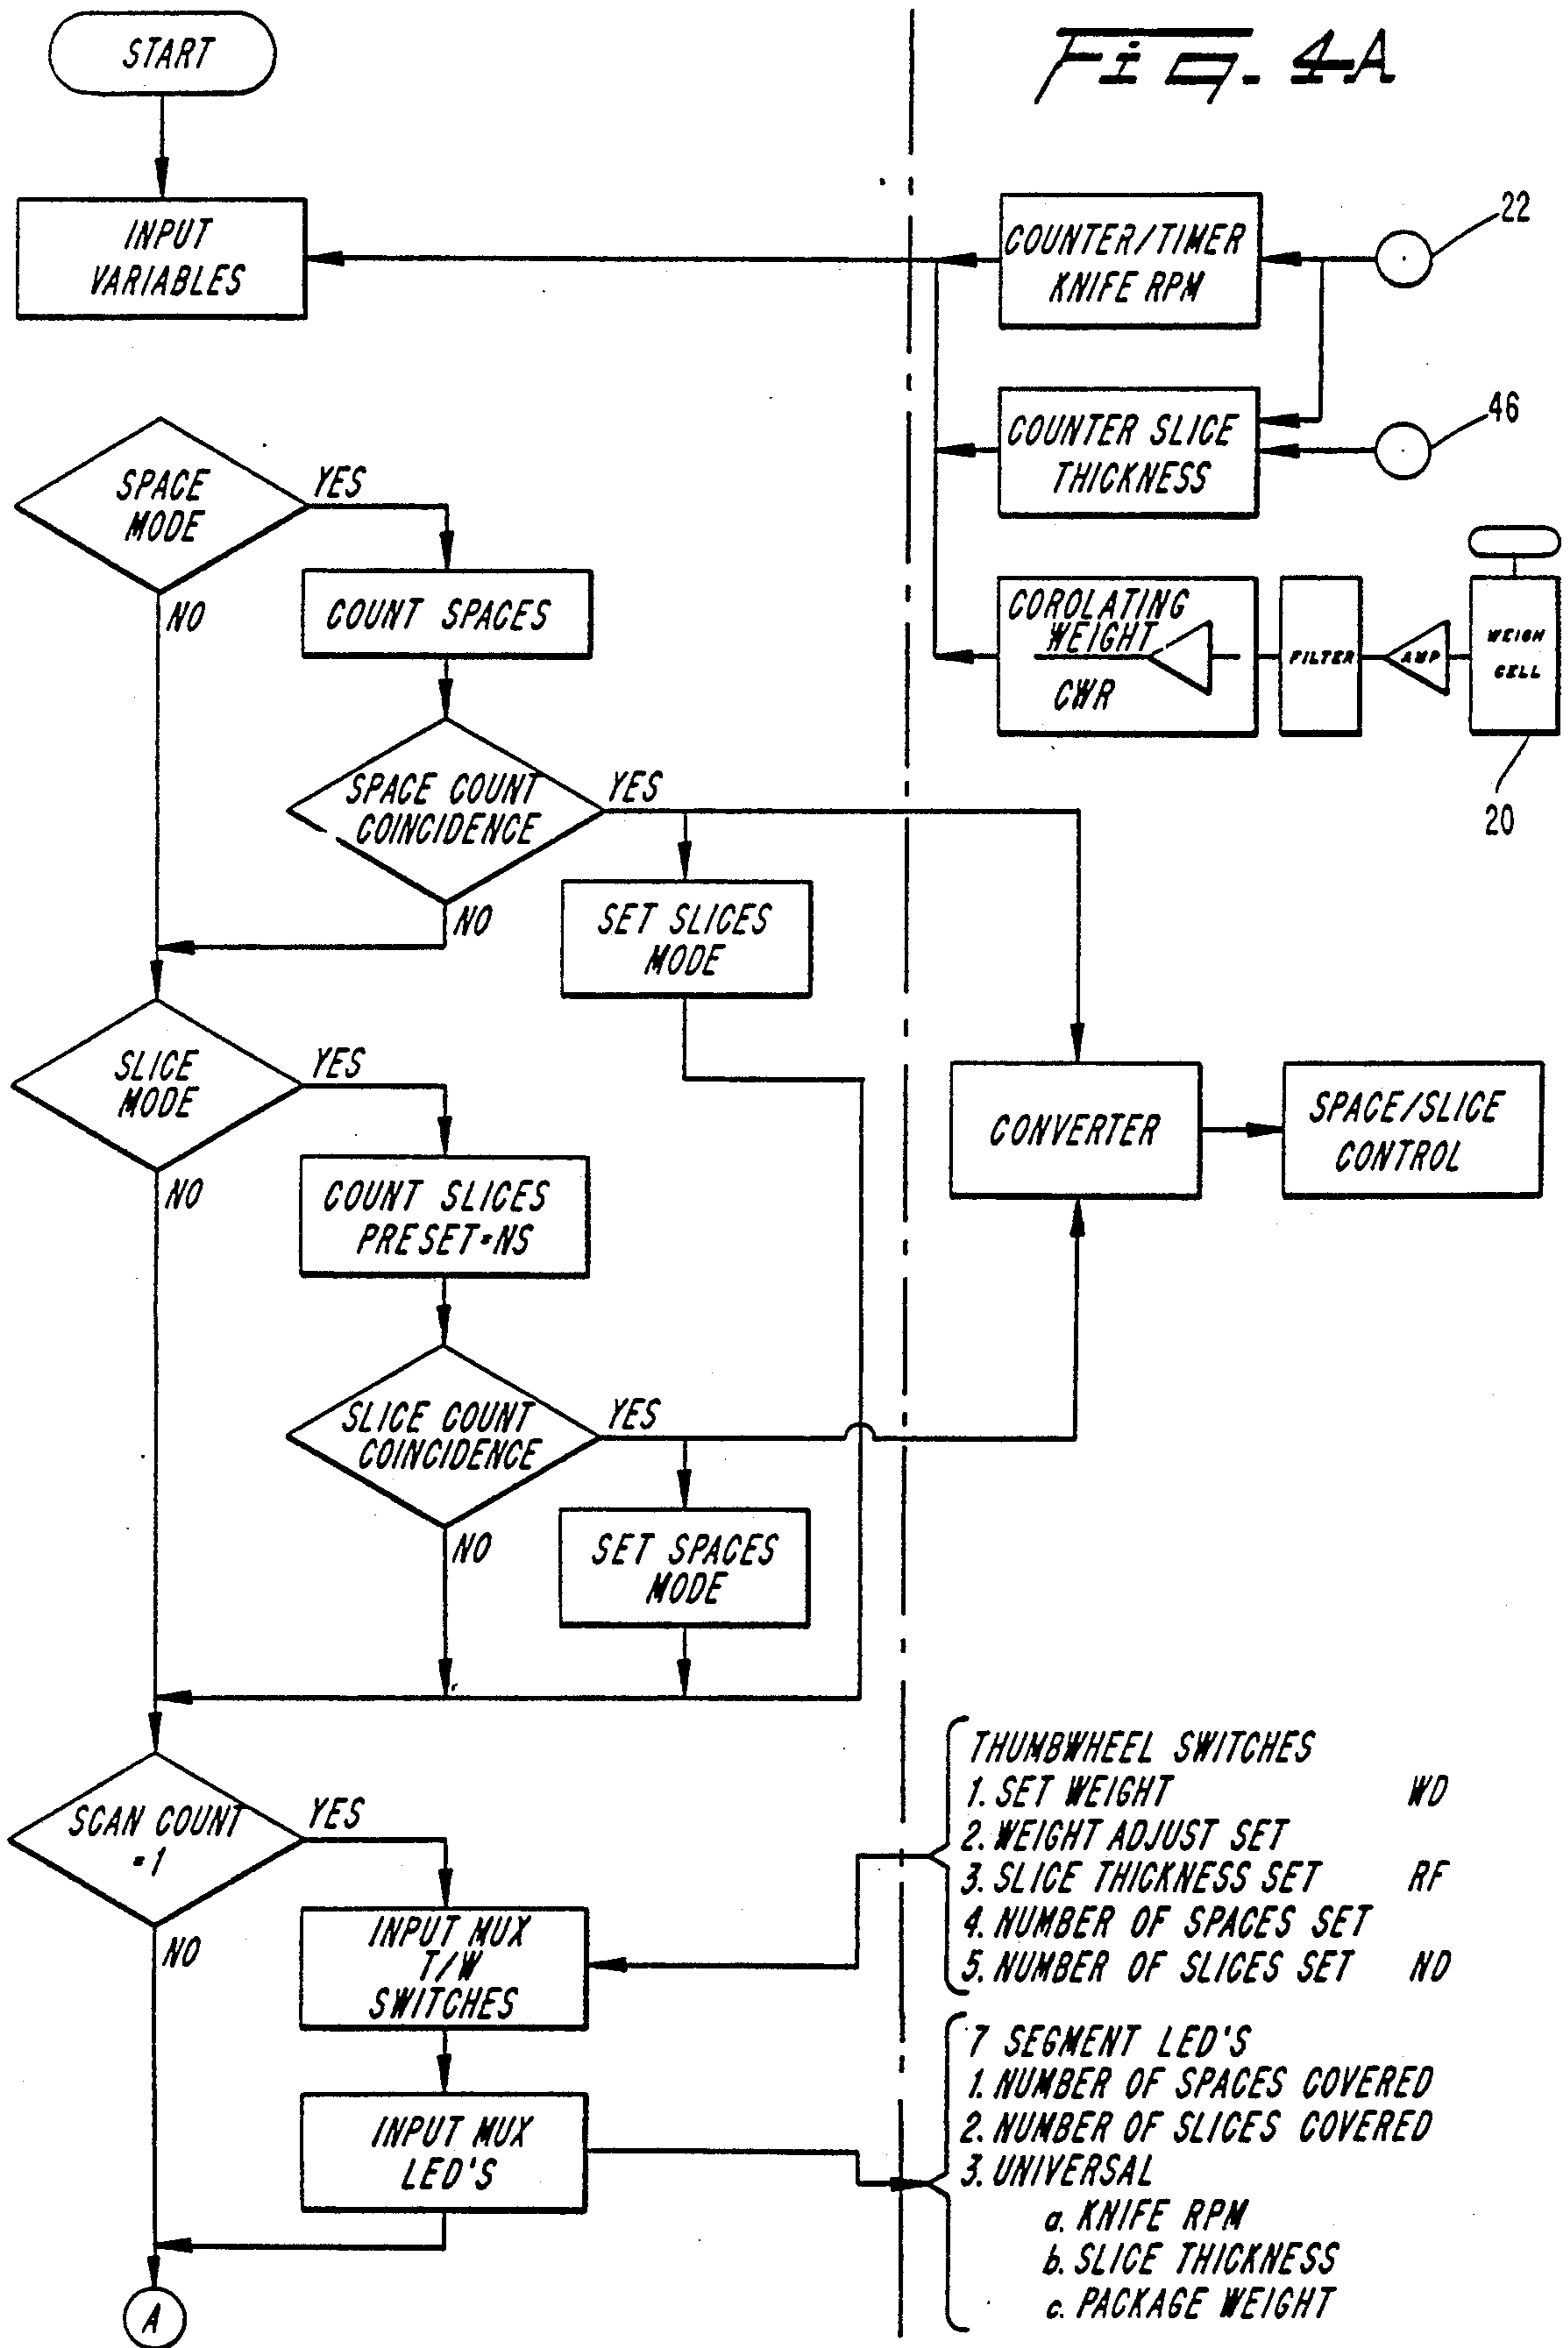 START
Fig. 4-A
INPUT
VARIABLES
COUNTER/TIMER
KNIFE RPM
22
COUNTER SLICE
THICKNESS
46
SPACE
MODE
YES
NO
COUNT SPACES
COROLATING
WEIGHT
CWR
FILTER
AMP
WEIGH
CELL
20
SPACE COUNT
COINCIDENCE
YES
NO
SET SLICES
MODE
SLICE
MODE
YES
NO
CONVERTER
SPACE/SLICE
CONTROL
COUNT SLICES
PRESET=NS
SLICE COUNT
COINCIDENCE
YES
NO
SET SPACES
MODE
SCAN COUNT
=1
YES
NO
THUMBWHEEL SWITCHES
1. SET WEIGHT WD
2. WEIGHT ADJUST SET
3. SLICE THICKNESS SET RF
4. NUMBER OF SPACES SET
5. NUMBER OF SLICES SET ND
INPUT MUX
T/W
SWITCHES
INPUT MUX
LED'S
7 SEGMENT LED'S
1. NUMBER OF SPACES COVERED
2. NUMBER OF SLICES COVERED
3. UNIVERSAL
a. KNIFE RPM
b. SLICE THICKNESS
c. PACKAGE WEIGHT
A